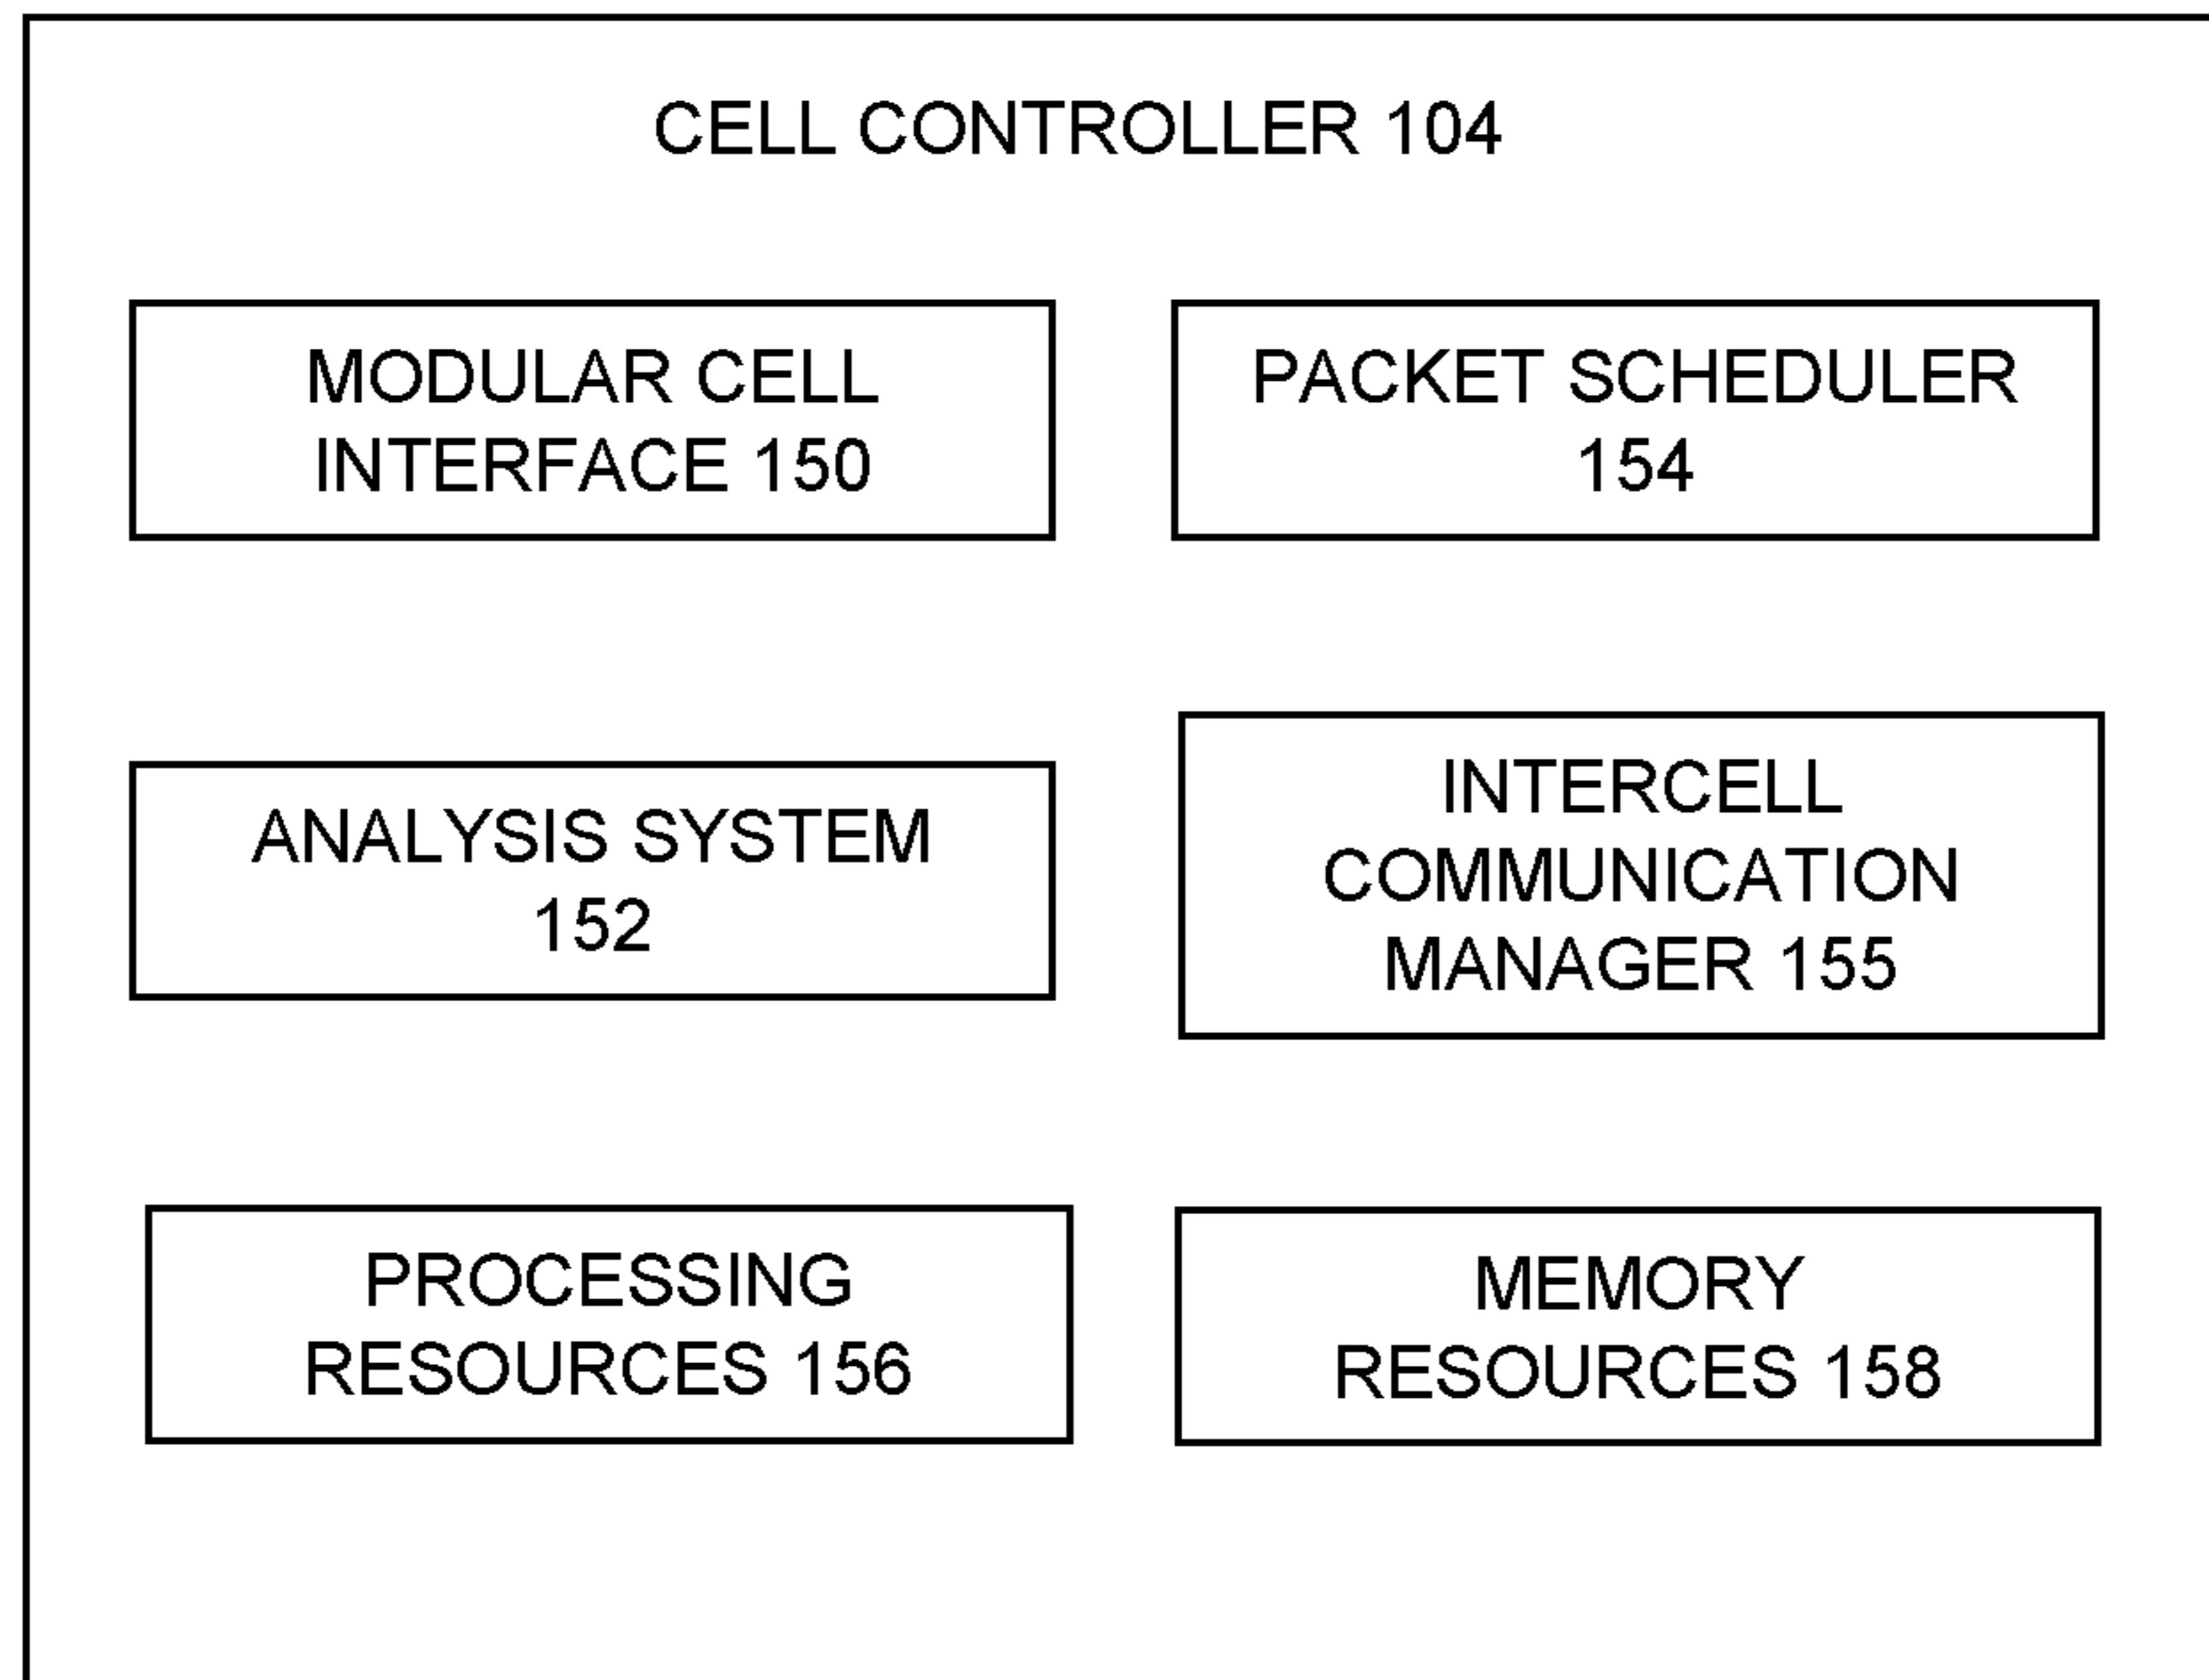 CELL CONTROLLER 104
MODULAR CELL
INTERFACE 150
PACKET SCHEDULER
154
ANALYSIS SYSTEM
152
INTERCELL
COMMUNICATION
MANAGER 155
PROCESSING
RESOURCES 156
MEMORY
RESOURCES 158